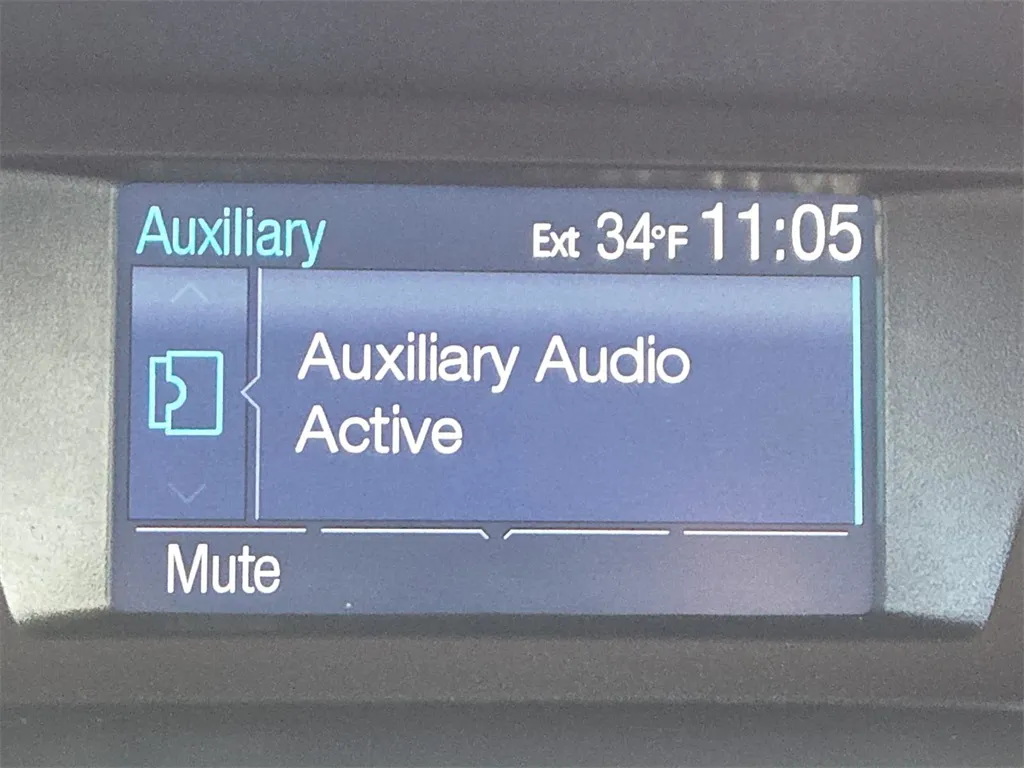 Auxiliary Ext 34°F 11:05
Auxiliary Audio
Active
Mute